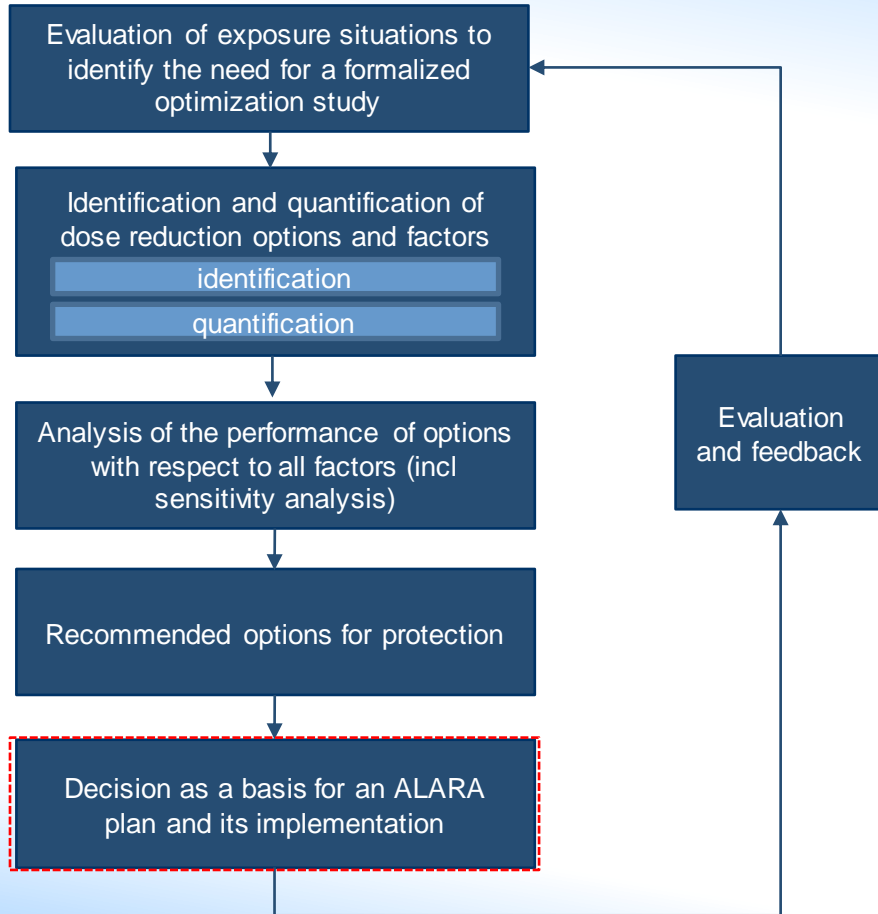 Evaluation of exposure situations to
identify the need for a formalized
optimization study
Identification and quantification of
dose reduction options and factors
identification
quantification
Analysis of the performance of options
with respect to all factors (incl
sensitivity analysis)
Recommended options for protection
Decision as a basis for an ALARA
plan and its implementation
Evaluation
and feedback